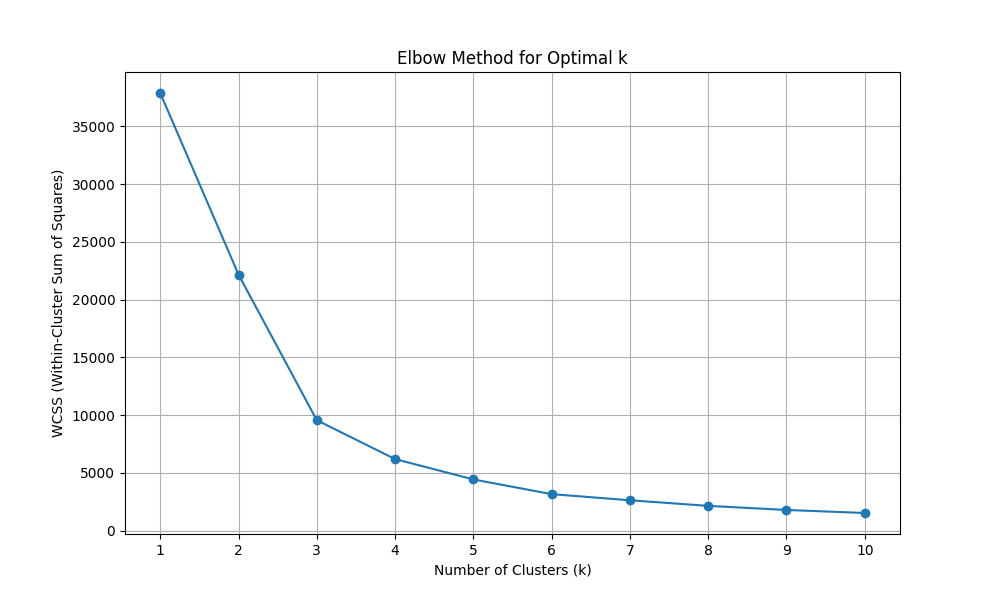 Elbow Method for Optimal k
WCSS (Within-Cluster Sum of Squares)
35000
30000
25000
20000
15000
10000
5000
0
1 2 3 4 5 6 7 8 9 10
Number of Clusters (k)